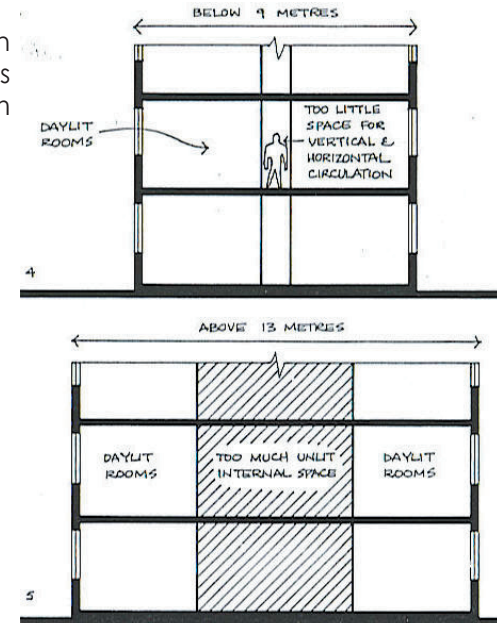 n
s
n
BELOW 9 METRES
DAYLIT
ROOMS
TOO LITTLE
SPACE FOR
VERTICAL &
HORIZONTAL
CIRCULATION
4
ABOVE 13 METRES
DAYLIT
ROOMS
TOO MUCH UNLIT
INTERNAL SPACE
DAYLIT
ROOMS
5